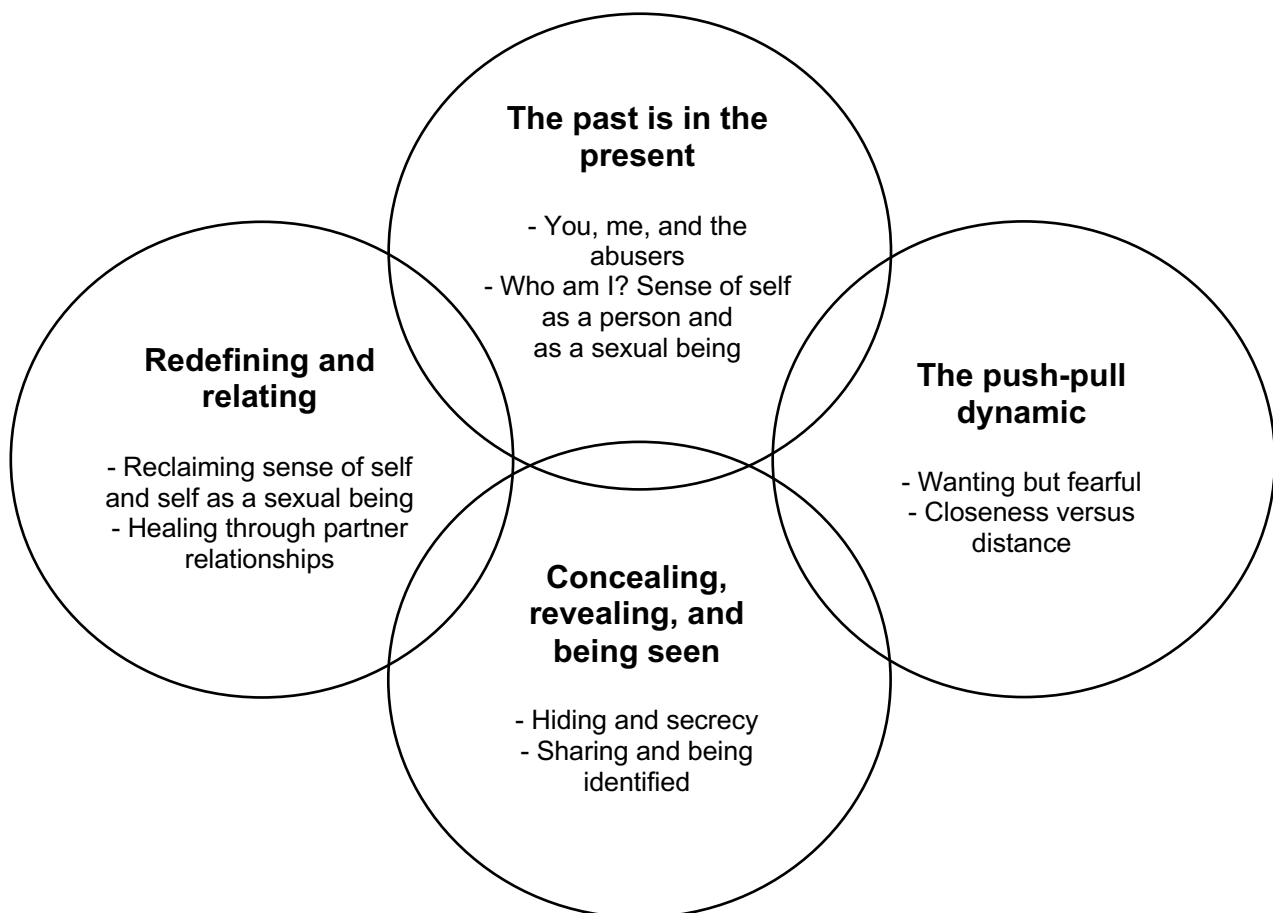 The past is in the
present
- You, me, and the
abusers
- Who am I? Sense of self
as a person and
as a sexual being
Redefining and
relating
- Reclaiming sense of self
and self as a sexual being
- Healing through partner
relationships
The push-pull
dynamic
- Wanting but fearful
- Closeness versus
distance
Concealing,
revealing, and
being seen
- Hiding and secrecy
- Sharing and being
identified